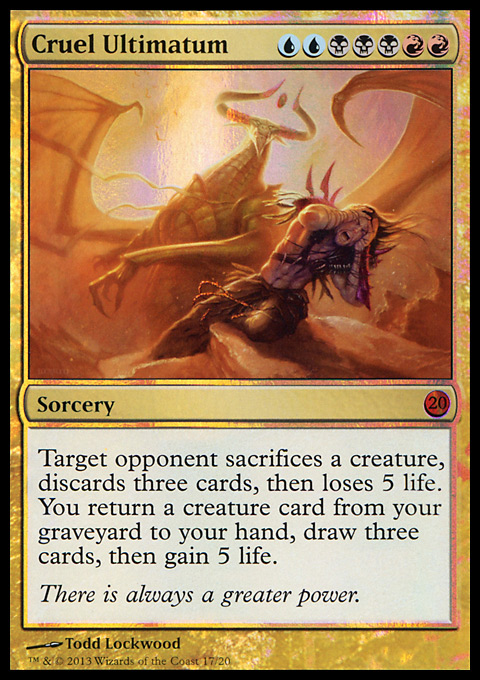 Cruel Ultimatum
Sorcery
20
Target opponent sacrifices a creature,
discards three cards, then loses 5 life.
You return a creature card from your
graveyard to your hand, draw three
cards, then gain 5 life.
There is always a greater power.
Todd Lockwood
™ & © 2013 Wizards of the Coast 17/20